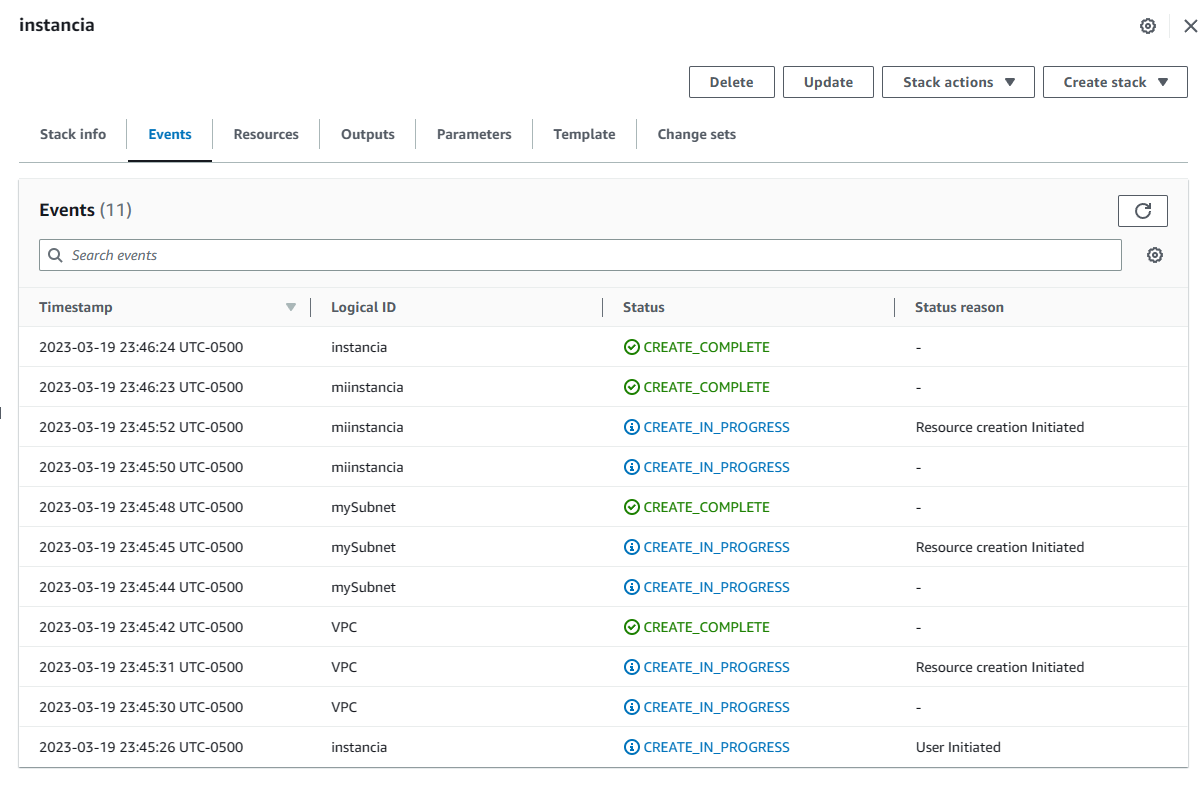 instancia
Delete Update Stack actions Create stack
Stack info Events Resources Outputs Parameters Template Change sets
Events (11)
Search events
Timestamp Logical ID Status Status reason
2023-03-19 23:46:24 UTC-0500 instancia CREATE_COMPLETE -
2023-03-19 23:46:23 UTC-0500 miinstancia CREATE_COMPLETE -
2023-03-19 23:45:52 UTC-0500 miinstancia CREATE_IN_PROGRESS Resource creation Initiated
2023-03-19 23:45:50 UTC-0500 miinstancia CREATE_IN_PROGRESS -
2023-03-19 23:45:48 UTC-0500 mySubnet CREATE_COMPLETE -
2023-03-19 23:45:45 UTC-0500 mySubnet CREATE_IN_PROGRESS Resource creation Initiated
2023-03-19 23:45:44 UTC-0500 mySubnet CREATE_IN_PROGRESS -
2023-03-19 23:45:42 UTC-0500 VPC CREATE_COMPLETE -
2023-03-19 23:45:31 UTC-0500 VPC CREATE_IN_PROGRESS Resource creation Initiated
2023-03-19 23:45:30 UTC-0500 VPC CREATE_IN_PROGRESS -
2023-03-19 23:45:26 UTC-0500 instancia CREATE_IN_PROGRESS User Initiated